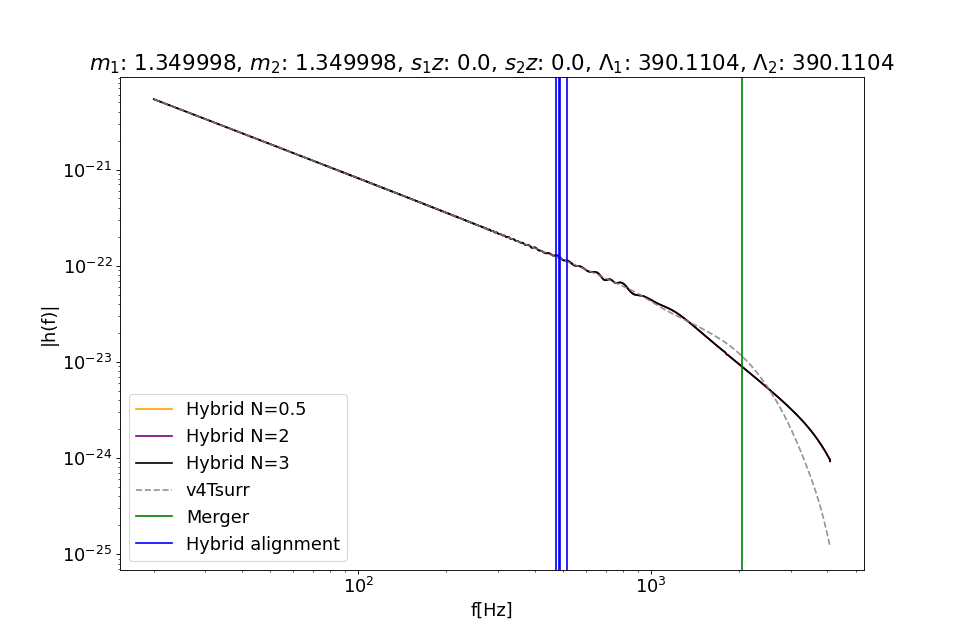 m₁: 1.349998, m₂: 1.349998, s₁z: 0.0, s₂z: 0.0, Λ₁: 390.1104, Λ₂: 390.1104
|h(f)|
10⁻²¹
10⁻²²
10⁻²³
10⁻²⁴
10⁻²⁵
Hybrid N=0.5
Hybrid N=2
Hybrid N=3
v4Tsurr
Merger
Hybrid alignment
10² 10³
f[Hz]